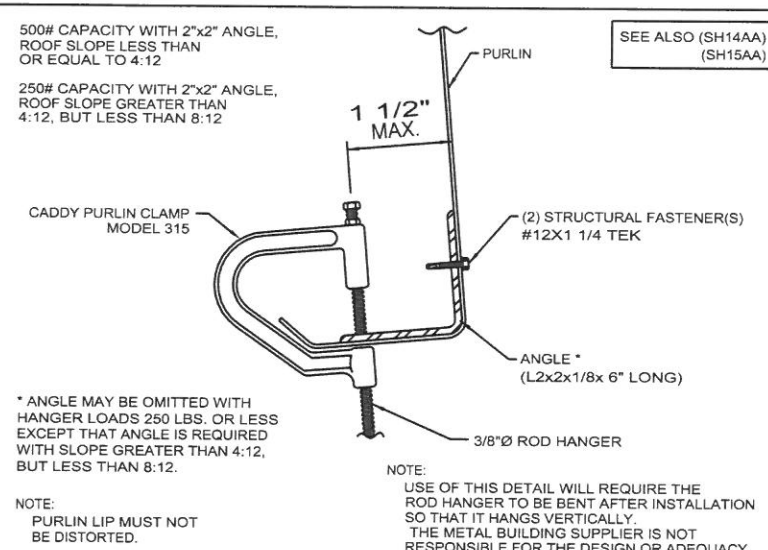 500# CAPACITY WITH 2"x2" ANGLE,
ROOF SLOPE LESS THAN
OR EQUAL TO 4:12
250# CAPACITY WITH 2"x2" ANGLE,
ROOF SLOPE GREATER THAN
4:12, BUT LESS THAN 8:12
SEE ALSO (SH14AA)
(SH15AA)
PURLIN
1 1/2"
MAX.
CADDY PURLIN CLAMP
MODEL 315
(2) STRUCTURAL FASTENER(S)
#12X1 1/4 TEK
ANGLE *
(L2x2x1/8x 6" LONG)
3/8"Ø ROD HANGER
* ANGLE MAY BE OMITTED WITH
HANGER LOADS 250 LBS. OR LESS
EXCEPT THAT ANGLE IS REQUIRED
WITH SLOPE GREATER THAN 4:12,
BUT LESS THAN 8:12.
NOTE:
PURLIN LIP MUST NOT
BE DISTORTED.
NOTE:
USE OF THIS DETAIL WILL REQUIRE THE
ROD HANGER TO BE BENT AFTER INSTALLATION
SO THAT IT HANGS VERTICALLY.
THE METAL BUILDING SUPPLIER IS NOT
RESPONSIBLE FOR THE DESIGN OR ADEQUACY